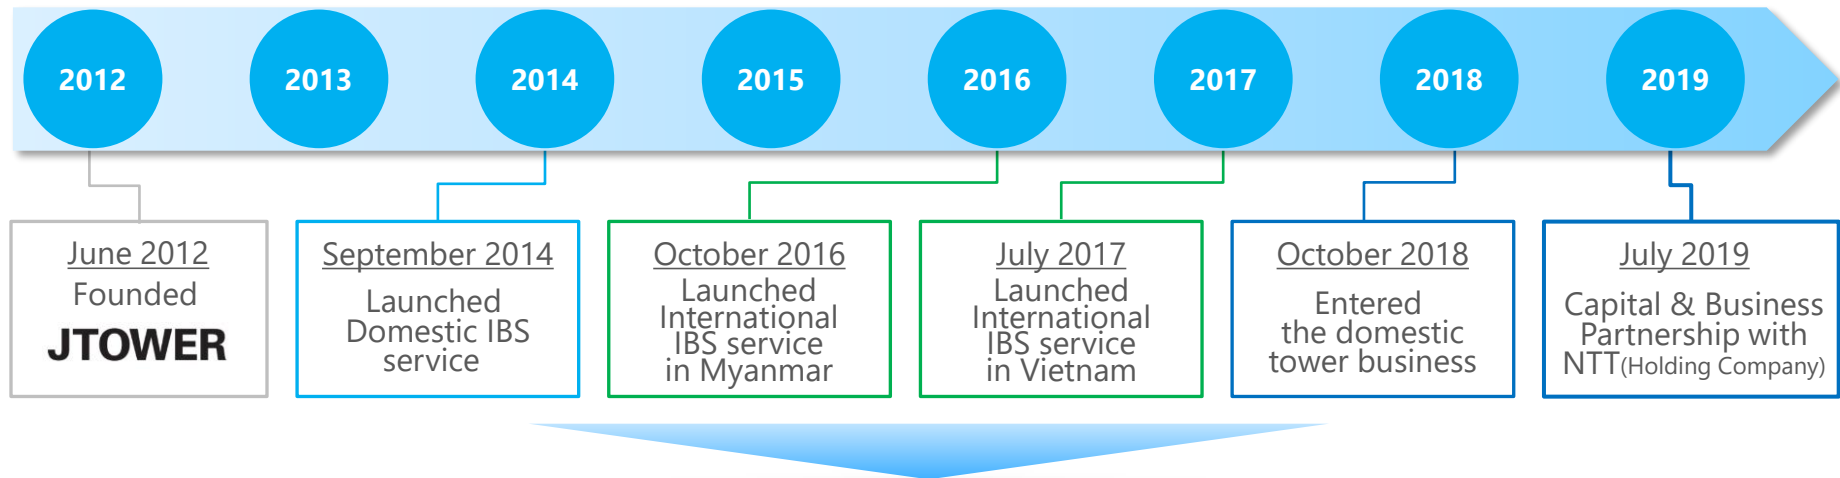 2012
2013
2014
2015
2016
2017
2018
2019
June 2012
Founded
JTOWER
September 2014
Launched
Domestic IBS
service
October 2016
Launched
International
IBS service
in Myanmar
July 2017
Launched
International
IBS service
in Vietnam
October 2018
Entered
the domestic
tower business
July 2019
Capital & Business
Partnership with
NTT(Holding Company)